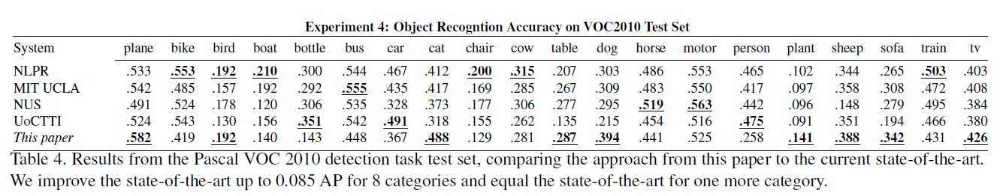 Experiment 4: Object Recogntion Accuracy on VOC2010 Test Set
System plane bike bird boat bottle bus car cat chair cow table dog horse motor person plant sheep sofa train tv
NLPR .533 .553 .192 .210 .300 .544 .467 .412 .200 .315 .207 .303 .486 .553 .465 .102 .344 .265 .503 .403
MIT UCLA .542 .485 .157 .192 .292 .555 .435 .417 .169 .285 .267 .309 .483 .550 .417 .097 .358 .308 .472 .408
NUS .491 .524 .178 .120 .306 .535 .328 .373 .177 .306 .277 .295 .519 .563 .442 .096 .148 .279 .495 .384
UoCTTI .524 .543 .130 .156 .351 .542 .491 .318 .155 .262 .135 .215 .454 .516 .475 .091 .351 .194 .466 .380
This paper .582 .419 .192 .140 .143 .448 .367 .488 .129 .281 .287 .394 .441 .525 .258 .141 .388 .342 .431 .426
Table 4. Results from the Pascal VOC 2010 detection task test set, comparing the approach from this paper to the current state-of-the-art.
We improve the state-of-the-art up to 0.085 AP for 8 categories and equal the state-of-the-art for one more category.